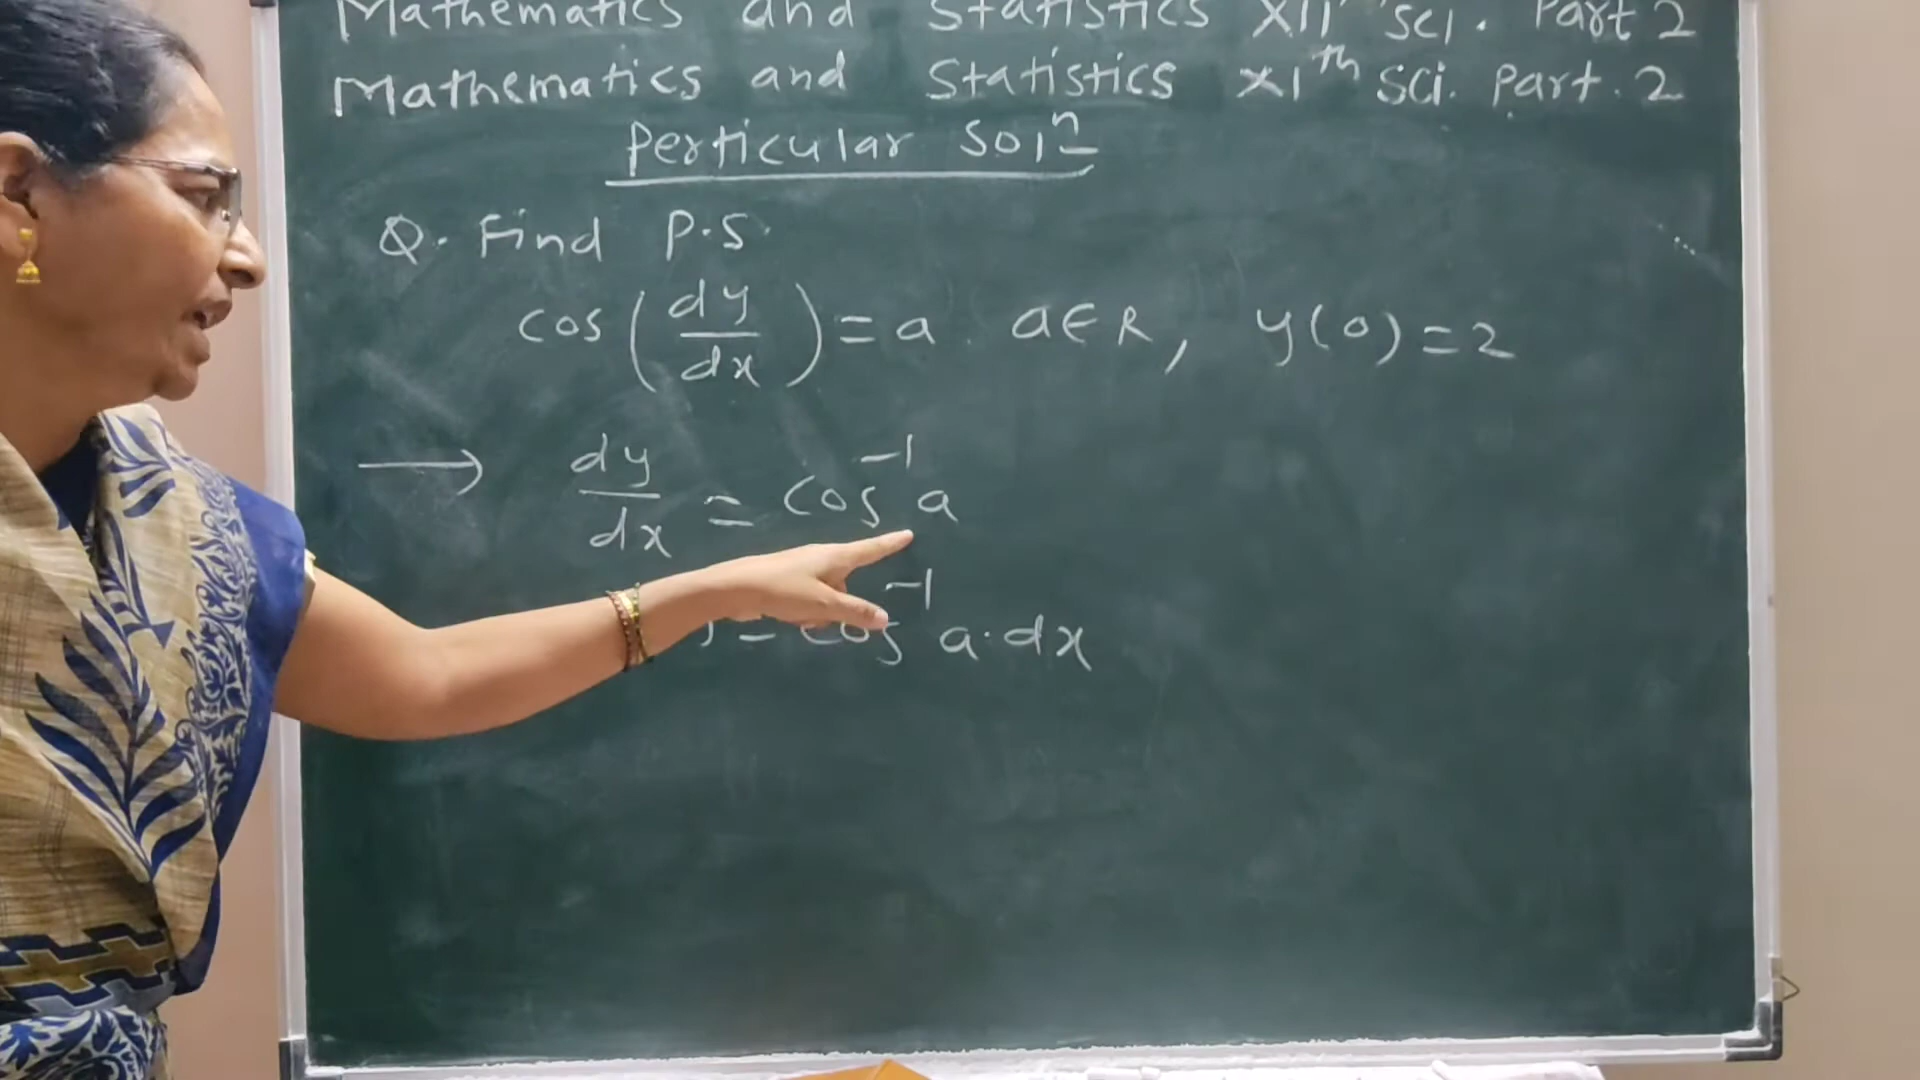 Mathematics and Statistics XII Sci. Part 2
Mathematics and Statistics XIth Sci. Part. 2
Perticular Solⁿ
Q. Find P.S.
cos(dy/dx) = a a∈R, y(0)=2
→ dy/dx = cos⁻¹ a
= cos⁻¹ a·dx